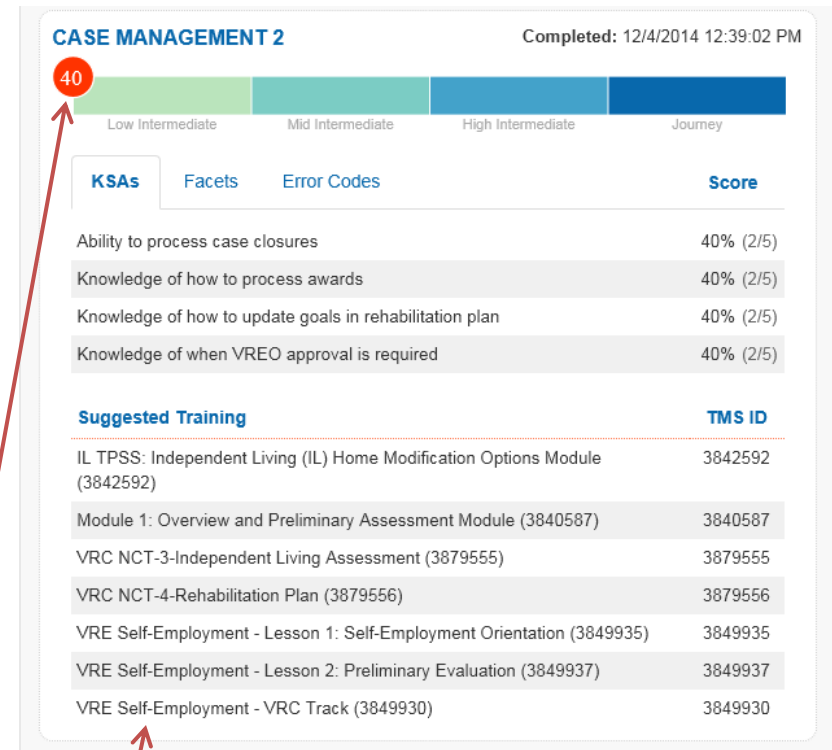 CASE MANAGEMENT 2 Completed: 12/4/2014 12:39:02 PM
40
Low Intermediate Mid Intermediate High Intermediate Journey
KSAs Facets Error Codes Score
Ability to process case closures 40% (2/5)
Knowledge of how to process awards 40% (2/5)
Knowledge of how to update goals in rehabilitation plan 40% (2/5)
Knowledge of when VREO approval is required 40% (2/5)
Suggested Training TMS ID
IL TPSS: Independent Living (IL) Home Modification Options Module 3842592
(3842592)
Module 1: Overview and Preliminary Assessment Module (3840587) 3840587
VRC NCT-3-Independent Living Assessment (3879555) 3879555
VRC NCT-4-Rehabilitation Plan (3879556) 3879556
VRE Self-Employment - Lesson 1: Self-Employment Orientation (3849935) 3849935
VRE Self-Employment - Lesson 2: Preliminary Evaluation (3849937) 3849937
VRE Self-Employment - VRC Track (3849930) 3849930